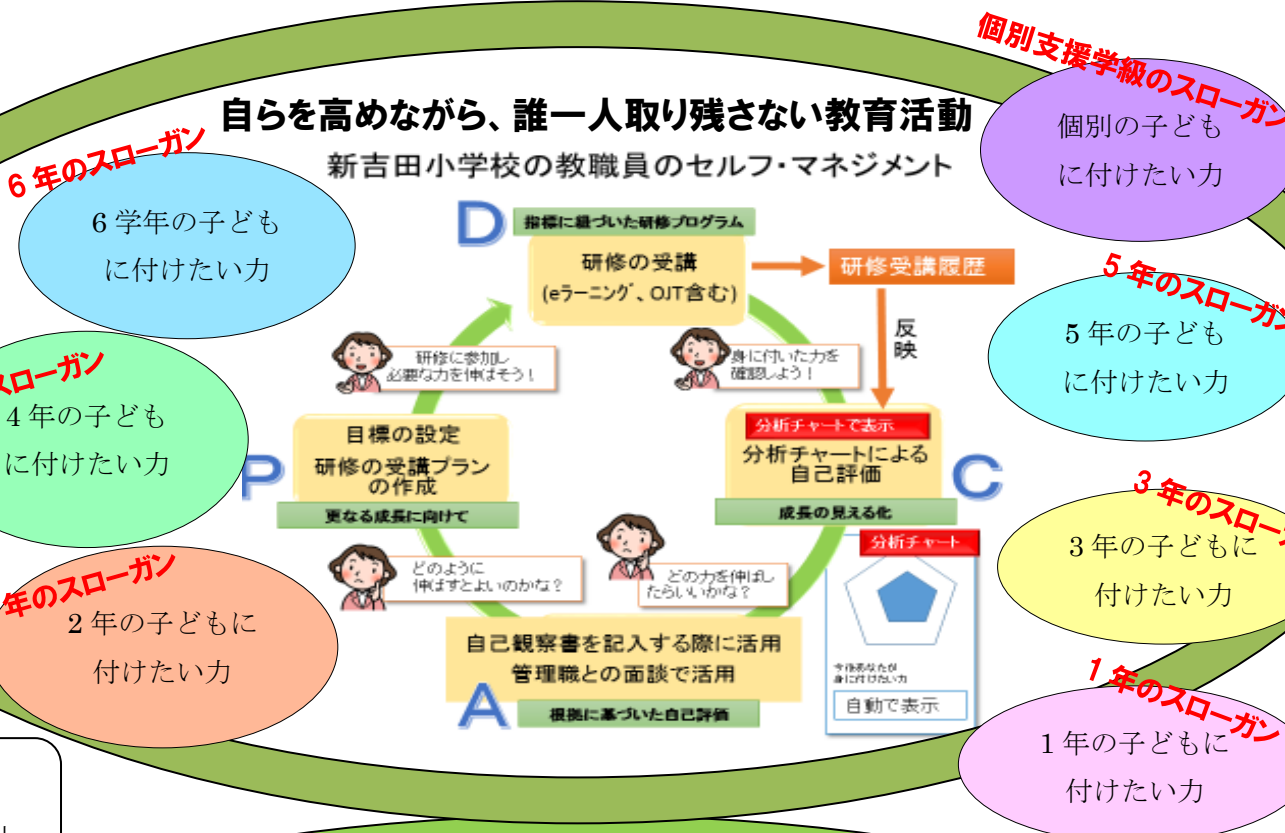 個別支援学級のスローガン
個別の子ども
に付けたい力
自らを高めながら、誰一人取り残さない教育活動
新吉田小学校の教職員のセルフ・マネジメント
6年のスローガン
6学年の子ども
に付けたい力
D
指標に基づいた研修プログラム
研修の受講
(eラーニング、OJT含む)
研修受講履歴
反映
5年のスローガン
5年の子ども
に付けたい力
研修に参加し
必要な力を伸ばそう！
身に付いた力を
確認しよう！
スローガン
4年の子ども
に付けたい力
P
目標の設定
研修の受講プラン
の作成
更なる成長に向けて
分析チャートで表示
分析チャートによる
自己評価
成長の見える化
C
3年のスローガン
3年の子どもに
付けたい力
どのように
伸ばすとよいのかな？
どの力を伸ばし
たらいいかな？
分析チャート
今後あなたが
身に付けたい力
自動で表示
年のスローガン
2年の子どもに
付けたい力
自己観察書を記入する際に活用
管理職との面談で活用
A
根拠に基づいた自己評価
1年のスローガン
1年の子どもに
付けたい力